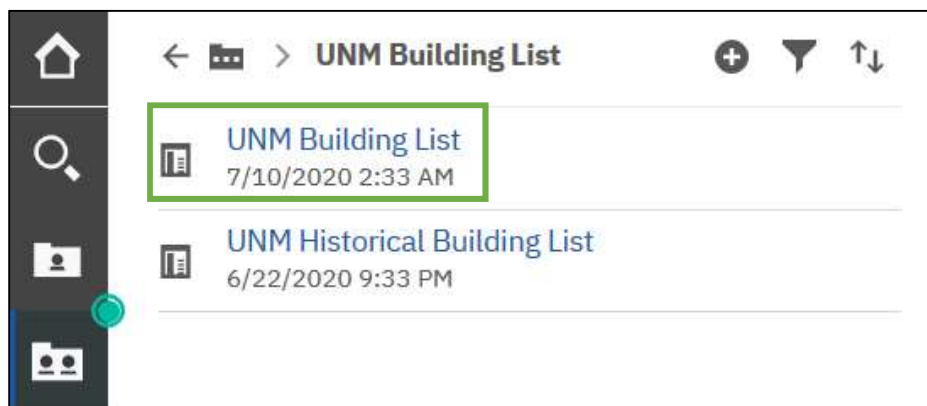 UNM Building List
UNM Building List
7/10/2020 2:33 AM
UNM Historical Building List
6/22/2020 9:33 PM